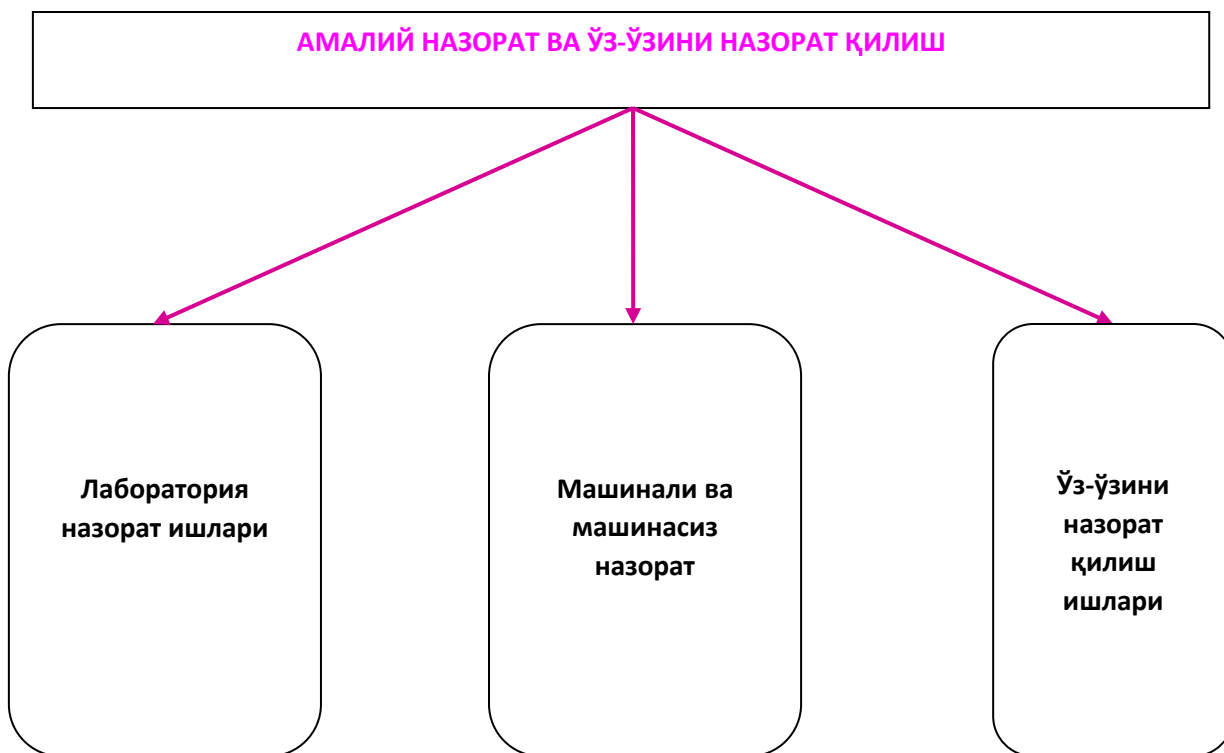 АМАЛИЙ НАЗОРАТ ВА ЎЗ-ЎЗИНИ НАЗОРАТ ҚИЛИШ
Лаборатория
назорат ишлари
Машинали ва
машинасиз
назорат
Ўз-ўзини
назорат
қилиш
ишлари